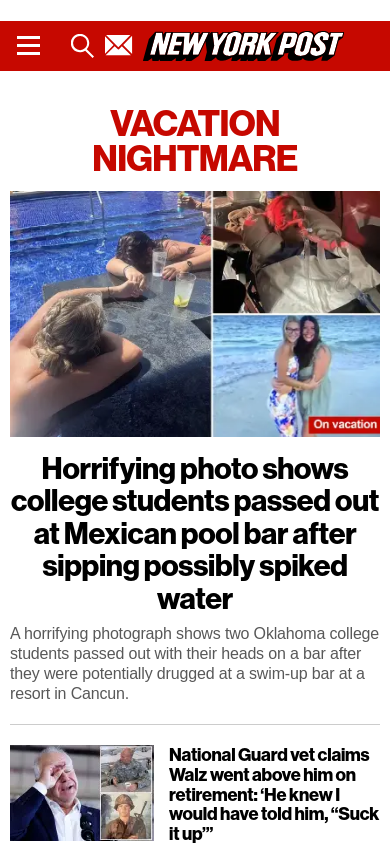 NEW YORK POST
VACATION
NIGHTMARE
On vacation
Horrifying photo shows
college students passed out
at Mexican pool bar after
sipping possibly spiked
water
A horrifying photograph shows two Oklahoma college
students passed out with their heads on a bar after
they were potentially drugged at a swim-up bar at a
resort in Cancun.
National Guard vet claims
Walz went above him on
retirement: ‘He knew I
would have told him, “Suck
it up”’